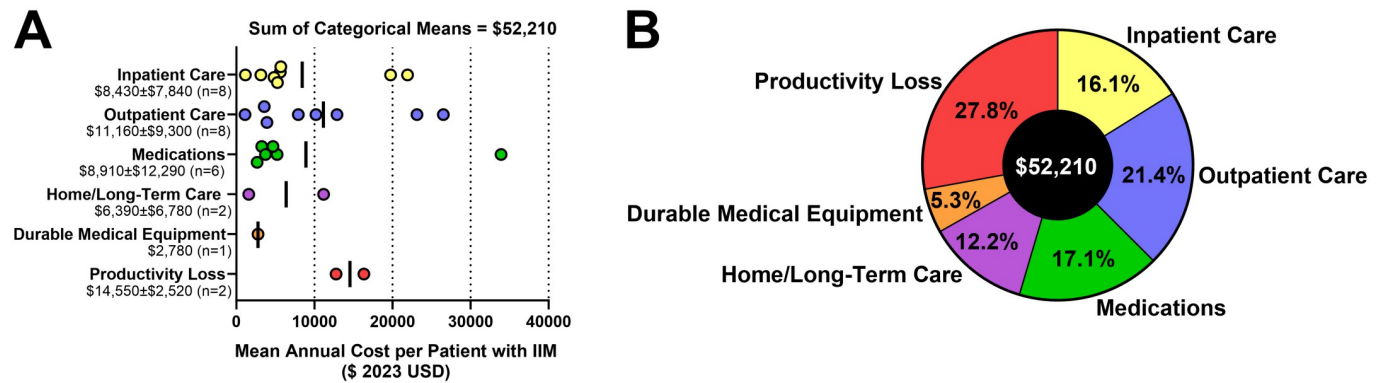 A
Sum of Categorical Means = $52,210
Inpatient Care
$8,430±$7,840 (n=8)
Outpatient Care
$11,160±$9,300 (n=8)
Medications
$8,910±$12,290 (n=6)
Home/Long-Term Care
$6,390±$6,780 (n=2)
Durable Medical Equipment
$2,780 (n=1)
Productivity Loss
$14,550±$2,520 (n=2)
0 10000 20000 30000 40000
Mean Annual Cost per Patient with IIM
($ 2023 USD)
B
Inpatient Care
Productivity Loss
16.1%
27.8%
$52,210
21.4% Outpatient Care
5.3%
Durable Medical Equipment
12.2%
17.1%
Home/Long-Term Care
Medications